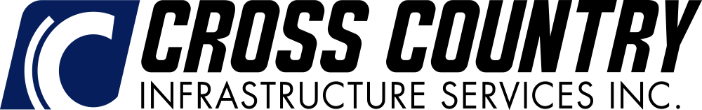 CROSS COUNTRY
INFRASTRUCTURE SERVICES INC.